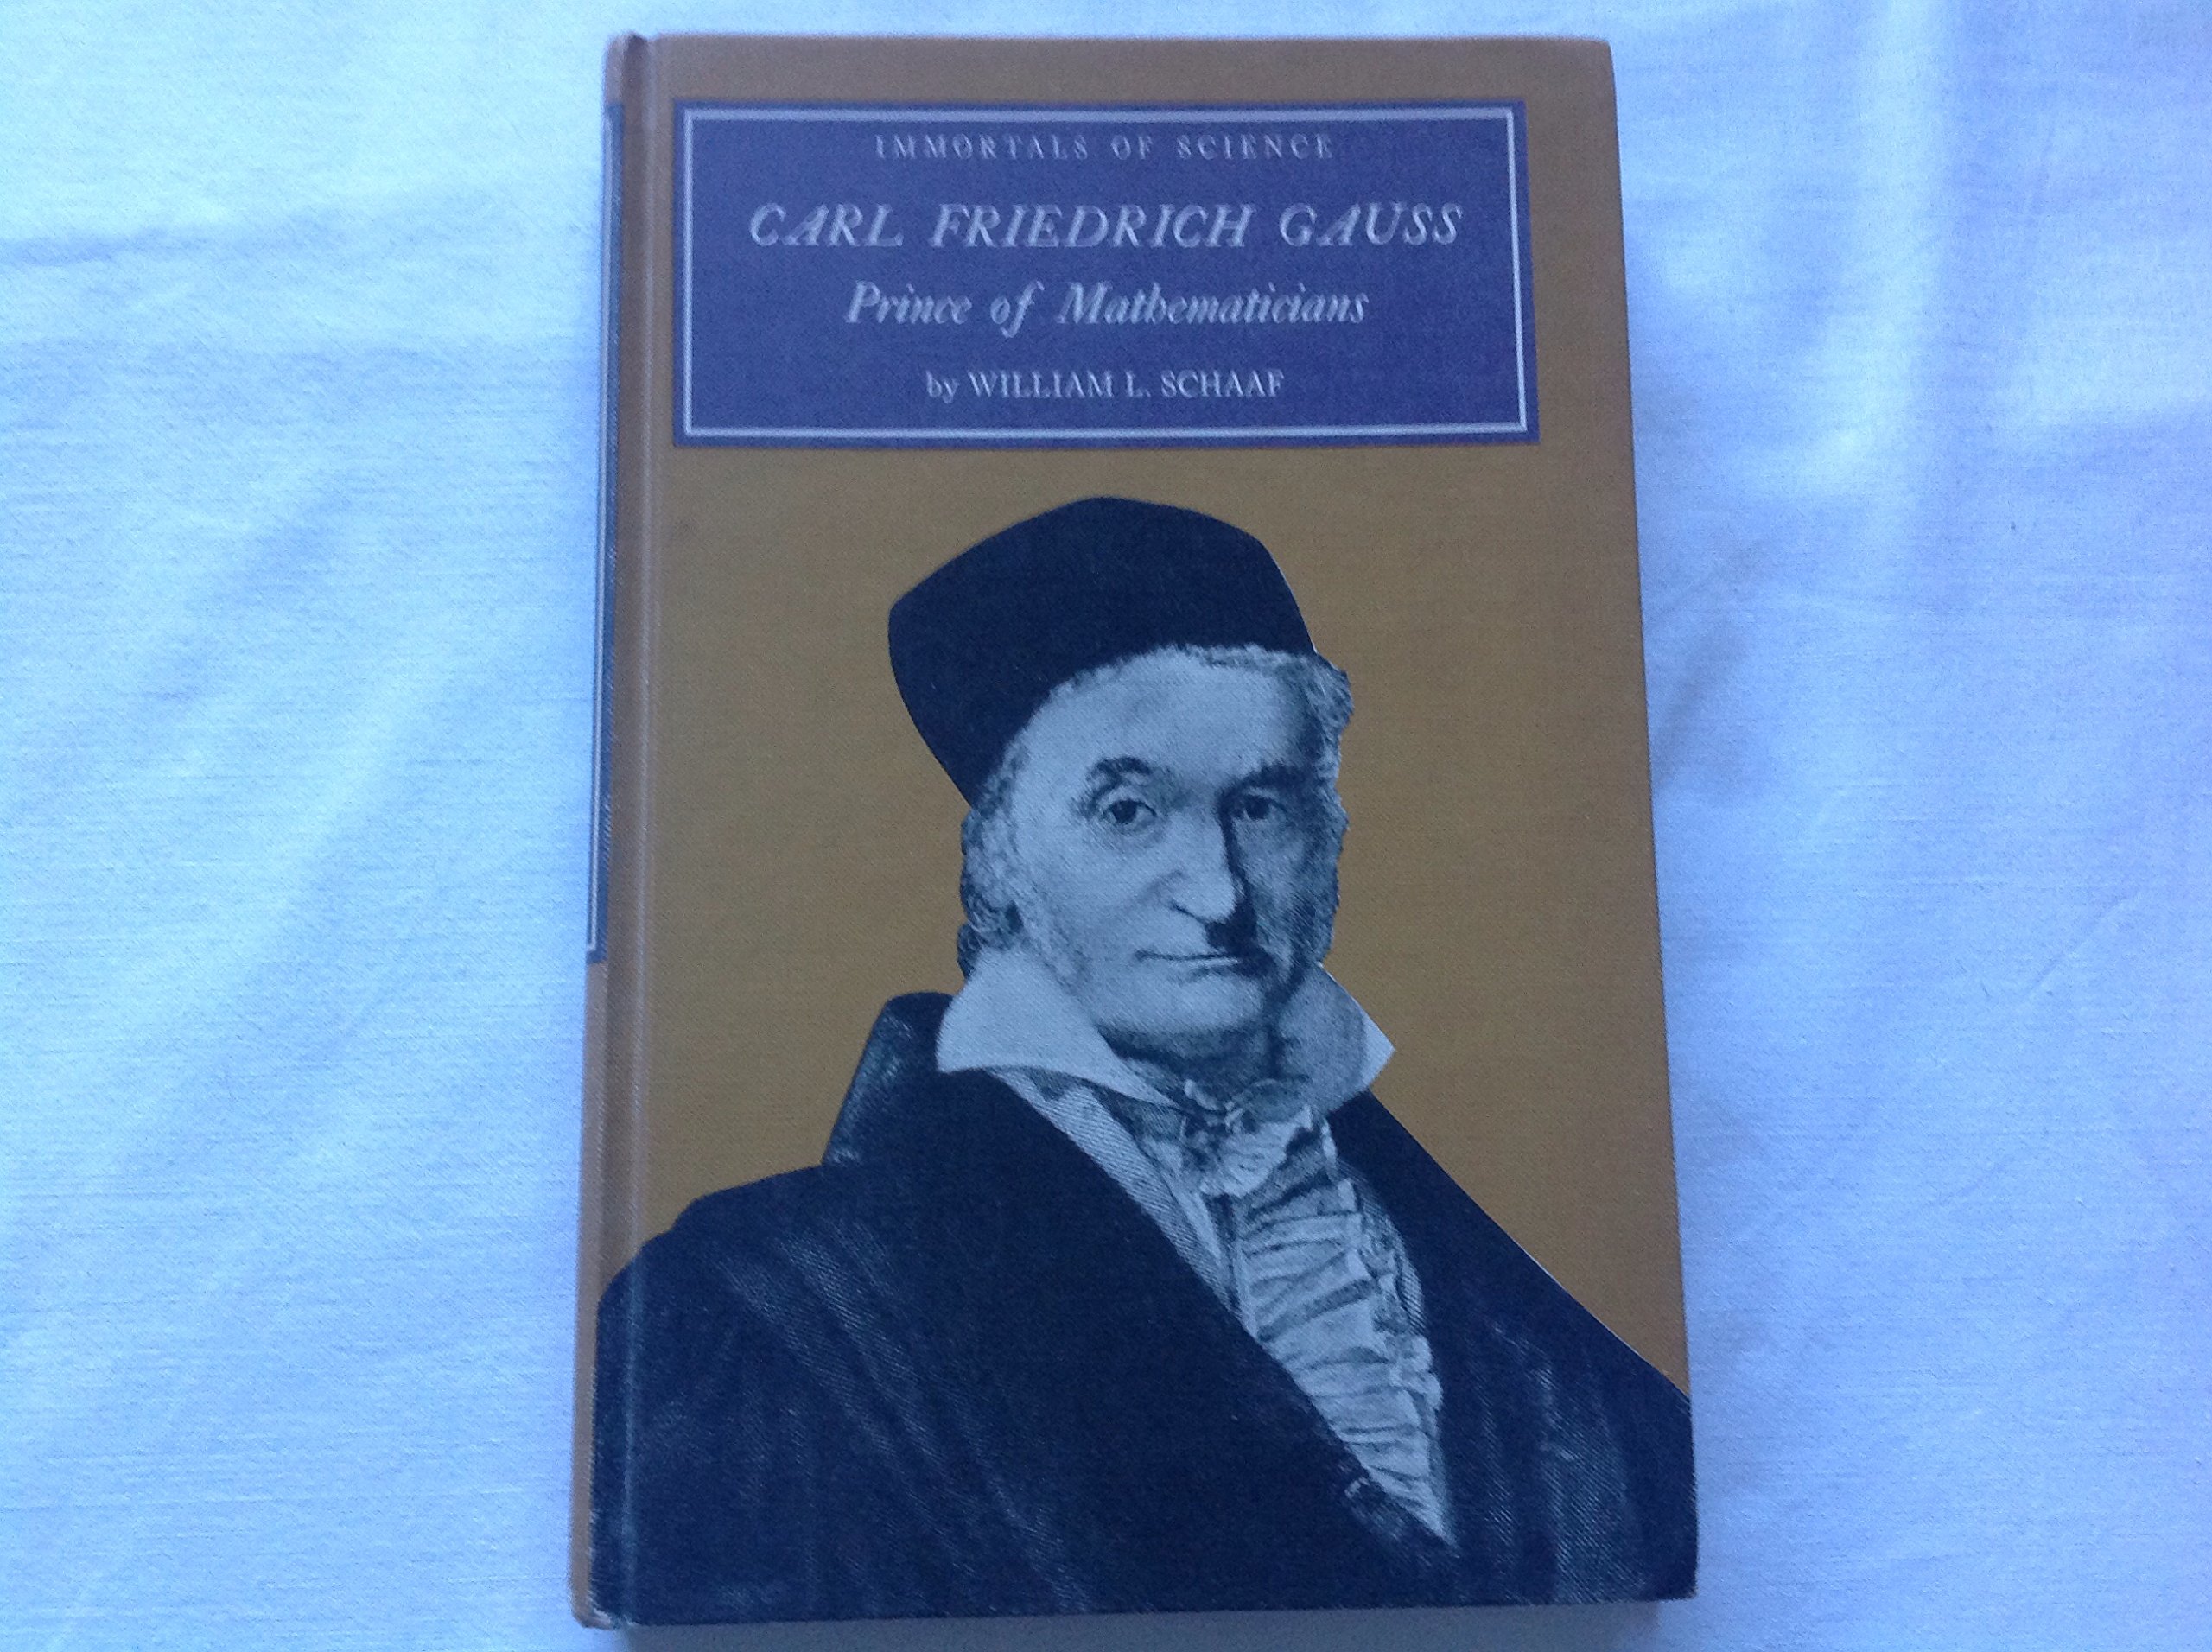 IMMORTALS OF SCIENCE
CARL FRIEDRICH GAUSS
Prince of Mathematicians
by WILLIAM L. SCHAAF